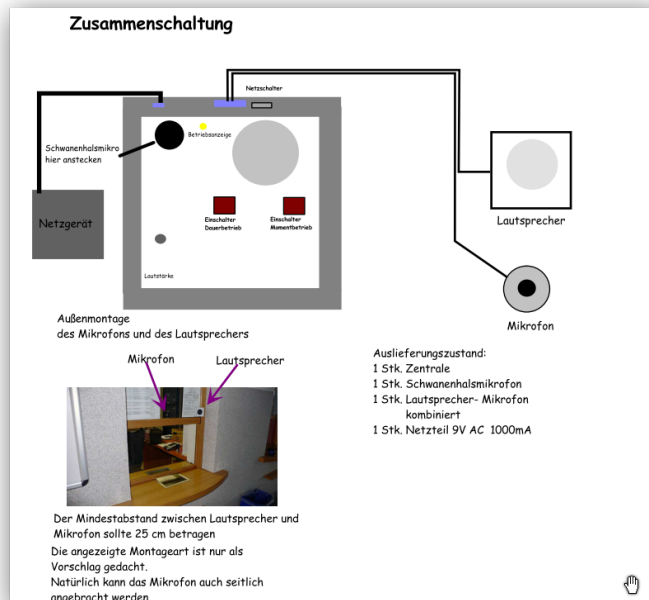 Zusammenschaltung
Netzschalter
Betriebsanzeige
Schwanenhalsmikro
hier anstecken
Netzgerät
Einschalter
Dauerbetrieb
Einschalter
Momentbetrieb
Lautsprecher
Lautstärke
Mikrofon
Außenmontage
des Mikrofons und des Lautsprechers
Mikrofon
Lautsprecher
Auslieferungszustand:
1 Stk. Zentrale
1 Stk. Schwanenhalsmikrofon
1 Stk. Lautsprecher- Mikrofon
kombiniert
1 Stk. Netzteil 9V AC 1000mA
Der Mindestabstand zwischen Lautsprecher und
Mikrofon sollte 25 cm betragen
Die angezeigte Montageart ist nur als
Vorschlag gedacht.
Natürlich kann das Mikrofon auch seitlich
angebracht werden